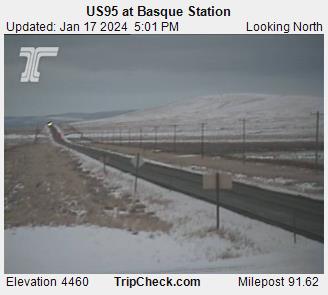 US95 at Basque Station
Updated: Jan 17 2024 5:01 PM Looking North
Elevation 4460 TripCheck.com Milepost 91.62